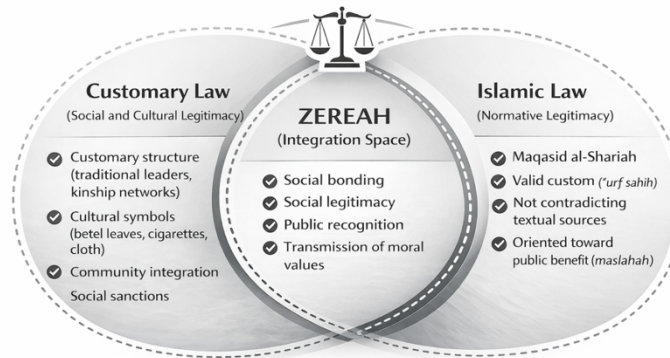 Customary Law
(Social and Cultural Legitimacy)
Customary structure
(traditional leaders,
kinship networks)
Cultural symbols
(betel leaves, cigarettes,
cloth)
Community integration
Social sanctions
ZEREAH
(Integration Space)
Social bonding
Social legitimacy
Public recognition
Transmission of moral
values
Islamic Law
(Normative Legitimacy)
Maqasid al-Shariah
Valid custom (“urf sahih)
Not contradicting
textual sources
Oriented toward
public benefit (maslahah)